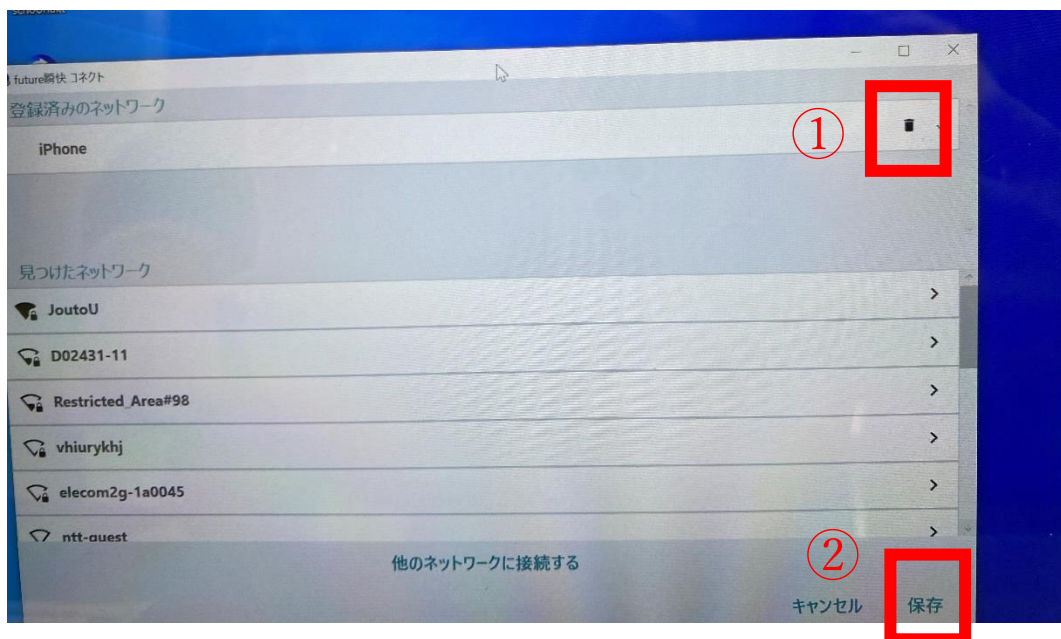 future瞬快 コネクト
登録済みのネットワーク
①
iPhone
見つけたネットワーク
JoutoU
D02431-11
Restricted_Area#98
vhiurykhj
elecom2g-1a0045
ntt-guest
他のネットワークに接続する
②
キャンセル 保存